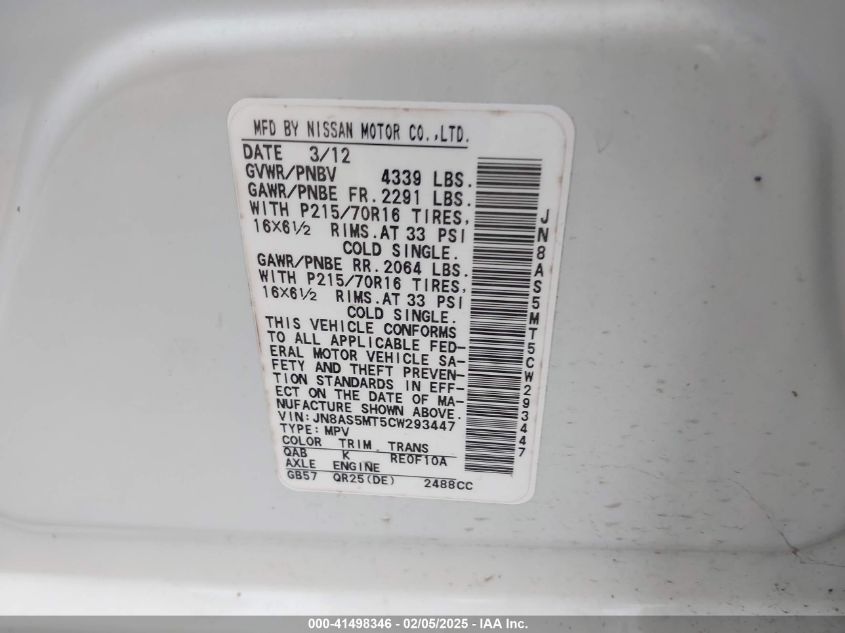 MFD BY NISSAN MOTOR CO.,LTD.
DATE 3/12
GVWR/PNBV 4339 LBS.
GAWR/PNBE FR. 2291 LBS.
WITH P215/70R16 TIRES,
16X6½ RIMS.AT 33 PSI
COLD SINGLE.
GAWR/PNBE RR. 2064 LBS.
WITH P215/70R16 TIRES,
16X6½ RIMS.AT 33 PSI
COLD SINGLE.
THIS VEHICLE CONFORMS
TO ALL APPLICABLE FED-
ERAL MOTOR VEHICLE SA-
FETY AND THEFT PREVEN-
TION STANDARDS IN EFF-
ECT ON THE DATE OF MA-
NUFACTURE SHOWN ABOVE.
VIN:JN8AS5MT5CW293447
TYPE:MPV
COLOR TRIM TRANS
QAB K RE0F10A
AXLE ENGINE
GB57 QR25(DE) 2488CC
JN8AS5MT5CW293447
000-41498346 - 02/05/2025 - IAA Inc.